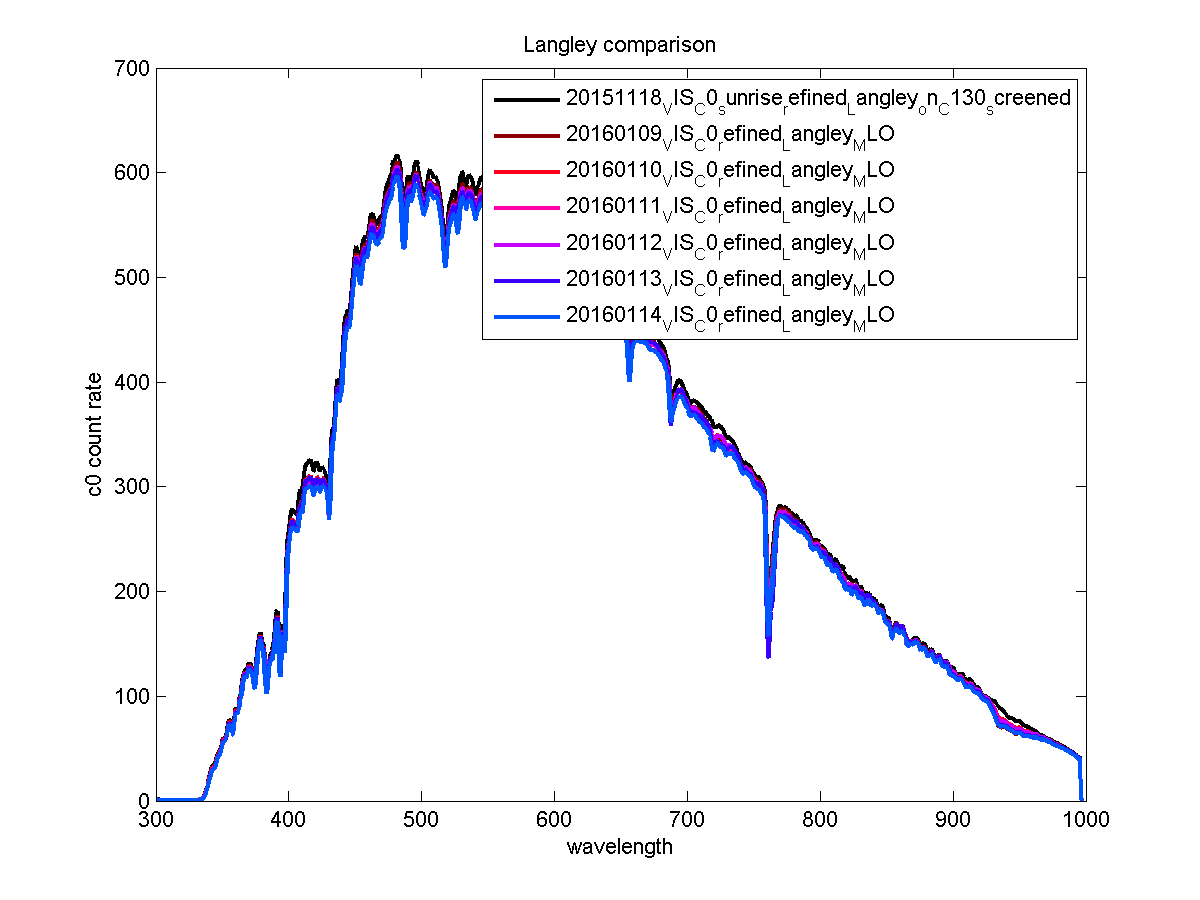 Langley comparison
700
600
500
400
300
200
100
0
c0 count rate
20151118_VIS_C0_sunrise_refined_Langley_on_C130_screened
20160109_VIS_C0_refined_Langley_MLO
20160110_VIS_C0_refined_Langley_MLO
20160111_VIS_C0_refined_Langley_MLO
20160112_VIS_C0_refined_Langley_MLO
20160113_VIS_C0_refined_Langley_MLO
20160114_VIS_C0_refined_Langley_MLO
300 400 500 600 700 800 900 1000
wavelength